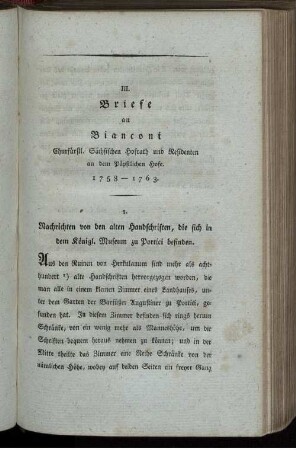 III.
Briefe
an
Bianconi
Churfürstl. Sächsischen Hofrath und Residenten
an dem Päpstlichen Hofe.
1758 — 1763.
1.
Nachrichten von den alten Handschriften, die sich in
dem Königl. Museum zu Portici befinden.
Aus den Ruinen von Herkulanum sind mehr als acht-
hundert 1) alte Handschriften hervorgezogen worden, die
man alle in einem kleinen Zimmer eines Landhauses, un-
ter dem Garten der Barfüßer Augustiner zu Portici, ge-
funden hat. In diesem Zimmer befinden sich rings herum
Schränke, von ein wenig mehr als Manneshöhe, um die
Schriften bequem heraus nehmen zu können; und in der
Mitte theilte das Zimmer eine Reihe Schränke von der
nämlichen Höhe, wobey auf beiden Seiten ein freyer Gang